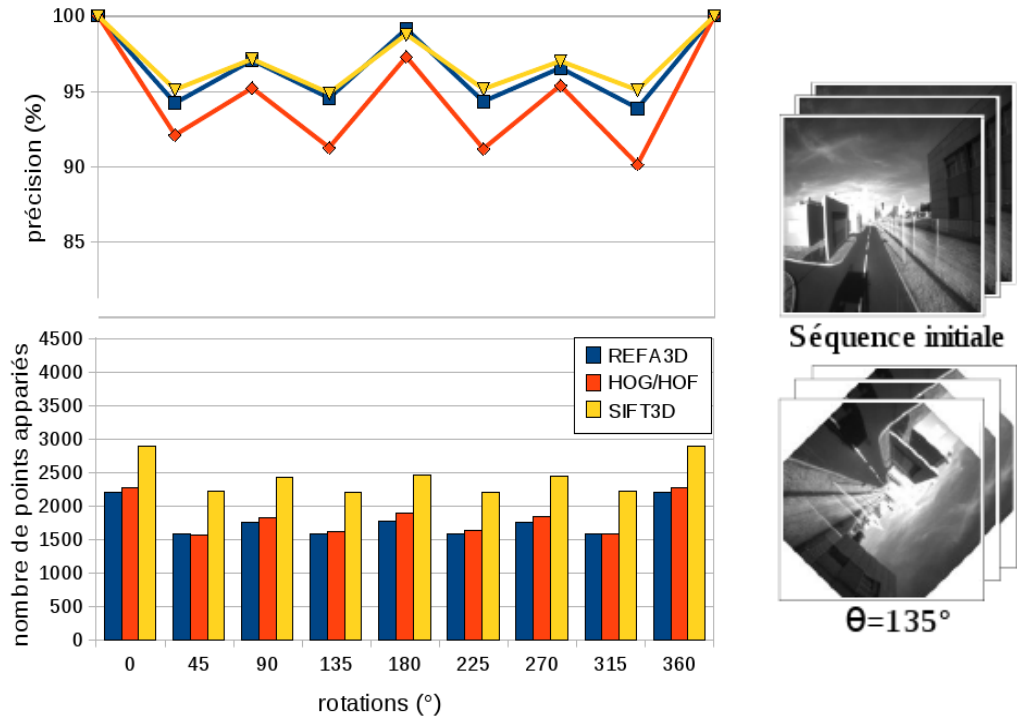 100
95
90
85
précision (%)
4500
4000
3500
3000
2500
2000
1500
1000
500
0
nombre de points appariés
REFA3D
HOG/HOF
SIFT3D
0 45 90 135 180 225 270 315 360
rotations (°)
Séquence initiale
θ=135°